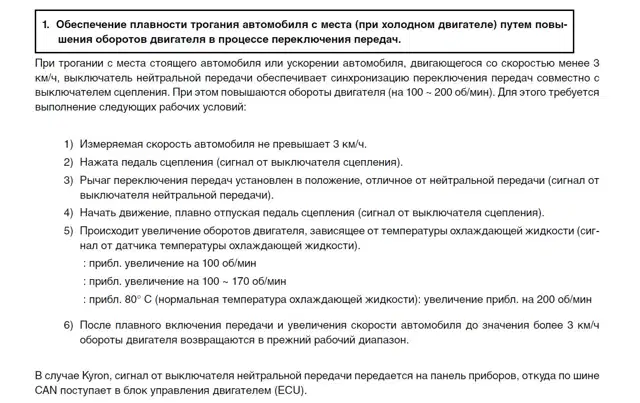 1. Обеспечение плавности трогания автомобиля с места (при холодном двигателе) путем повы-
шения оборотов двигателя в процессе переключения передач.
При трогании с места стоящего автомобиля или ускорении автомобиля, двигающегося со скоростью менее 3
км/ч, выключатель нейтральной передачи обеспечивает синхронизацию переключения передач совместно с
выключателем сцепления. При этом повышаются обороты двигателя (на 100 ~ 200 об/мин). Для этого требуется
выполнение следующих рабочих условий:
1) Измеряемая скорость автомобиля не превышает 3 км/ч.
2) Нажата педаль сцепления (сигнал от выключателя сцепления).
3) Рычаг переключения передач установлен в положение, отличное от нейтральной передачи (сигнал от
выключателя нейтральной передачи).
4) Начать движение, плавно отпуская педаль сцепления (сигнал от выключателя сцепления).
5) Происходит увеличение оборотов двигателя, зависящее от температуры охлаждающей жидкости (сиг-
нал от датчика температуры охлаждающей жидкости).
: прибл. увеличение на 100 об/мин
: прибл. увеличение на 100 ~ 170 об/мин
: прибл. 80° С (нормальная температура охлаждающей жидкости): увеличение прибл. на 200 об/мин
6) После плавного включения передачи и увеличения скорости автомобиля до значения более 3 км/ч
обороты двигателя возвращаются в прежний рабочий диапазон.
В случае Kyron, сигнал от выключателя нейтральной передачи передается на панель приборов, откуда по шине
CAN поступает в блок управления двигателем (ECU).